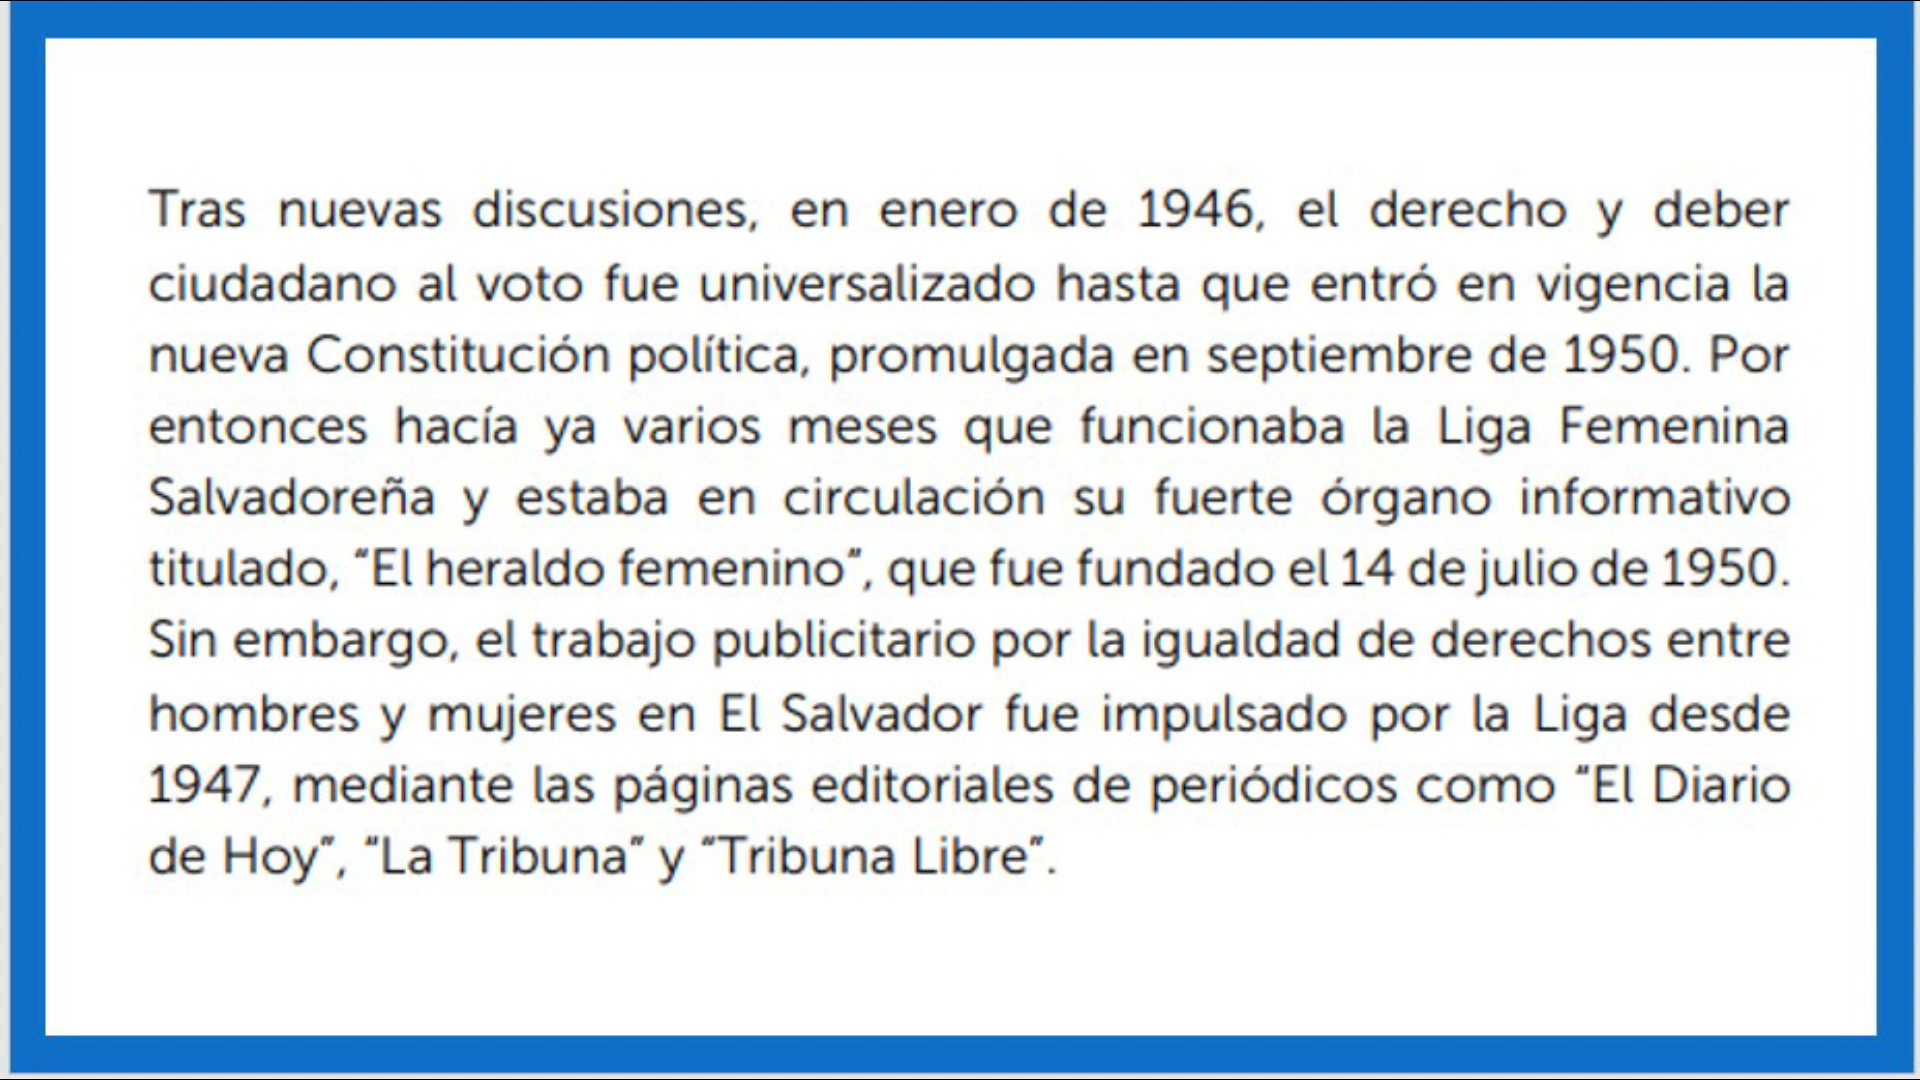 Tras nuevas discusiones, en enero de 1946, el derecho y deber
ciudadano al voto fue universalizado hasta que entró en vigencia la
nueva Constitución política, promulgada en septiembre de 1950. Por
entonces hacía ya varios meses que funcionaba la Liga Femenina
Salvadoreña y estaba en circulación su fuerte órgano informativo
titulado, “El heraldo femenino”, que fue fundado el 14 de julio de 1950.
Sin embargo, el trabajo publicitario por la igualdad de derechos entre
hombres y mujeres en El Salvador fue impulsado por la Liga desde
1947, mediante las páginas editoriales de periódicos como “El Diario
de Hoy”, “La Tribuna” y “Tribuna Libre”.